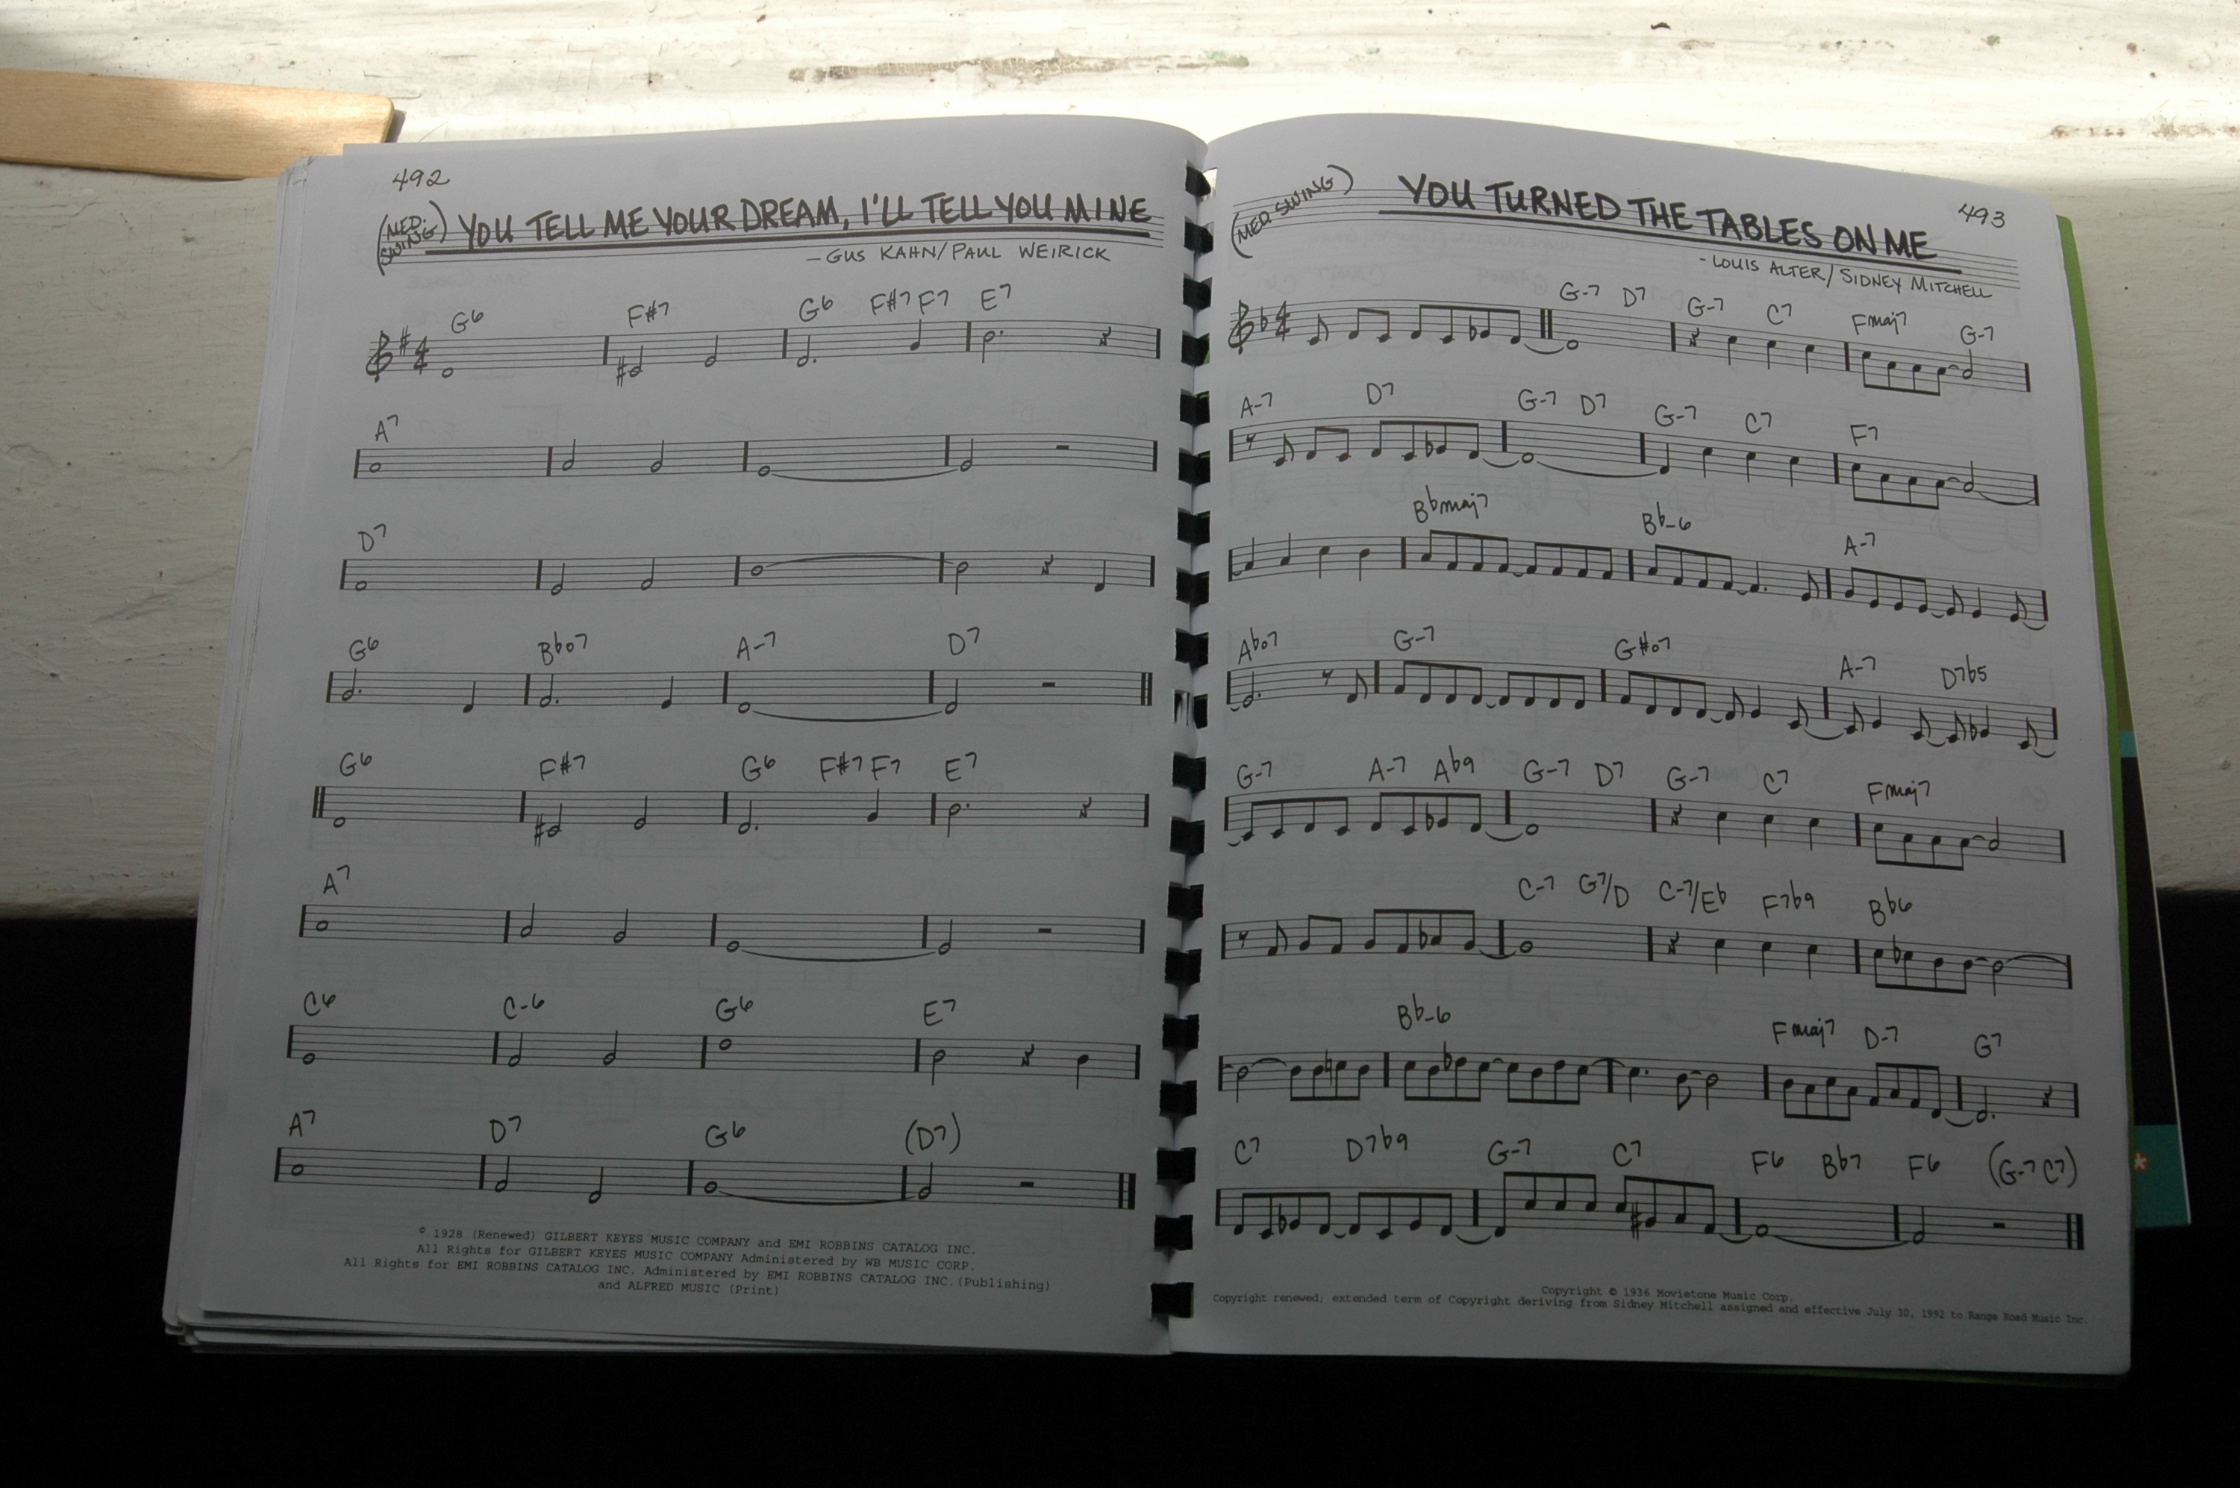 492
(MED. SWING) YOU TELL ME YOUR DREAM, I'LL TELL YOU MINE
- GUS KAHN/PAUL WEIRICK
G6 F#7 G6 F#7 F7 E7
A7
D7
G6 Bbo7 A-7 D7
G6 F#7 G6 F#7 F7 E7
A7
C6 C-6 G6 E7
A7 D7 G6 (D7)
© 1928 (Renewed) GILBERT KEYES MUSIC COMPANY and EMI ROBBINS CATALOG INC.
All Rights for GILBERT KEYES MUSIC COMPANY Administered by WB MUSIC CORP.
All Rights for EMI ROBBINS CATALOG INC. Administered by EMI ROBBINS CATALOG INC.(Publishing)
and ALFRED MUSIC (Print)
493
(MED. SWING) YOU TURNED THE TABLES ON ME
- LOUIS ALTER/SIDNEY MITCHELL
G-7 D7 G-7 C7 Fmaj7 G-7
A-7 D7 G-7 D7 G-7 C7 F7
Bbmaj7 Bb-6 A-7
Abo7 G-7 G#o7 A-7 D7b5
G-7 A-7 Ab9 G-7 D7 G-7 C7 Fmaj7
C-7 G7/D C-7/Eb F7b9 Bb6
Bb-6 Fmaj7 D-7 G7
C7 D7b9 G-7 C7 F6 Bb7 F6 (G-7 C7)
Copyright © 1936 Movietone Music Corp.
Copyright renewed; extended term of Copyright deriving from Sidney Mitchell assigned and effective July 30, 1992 to Range Road Music Inc.